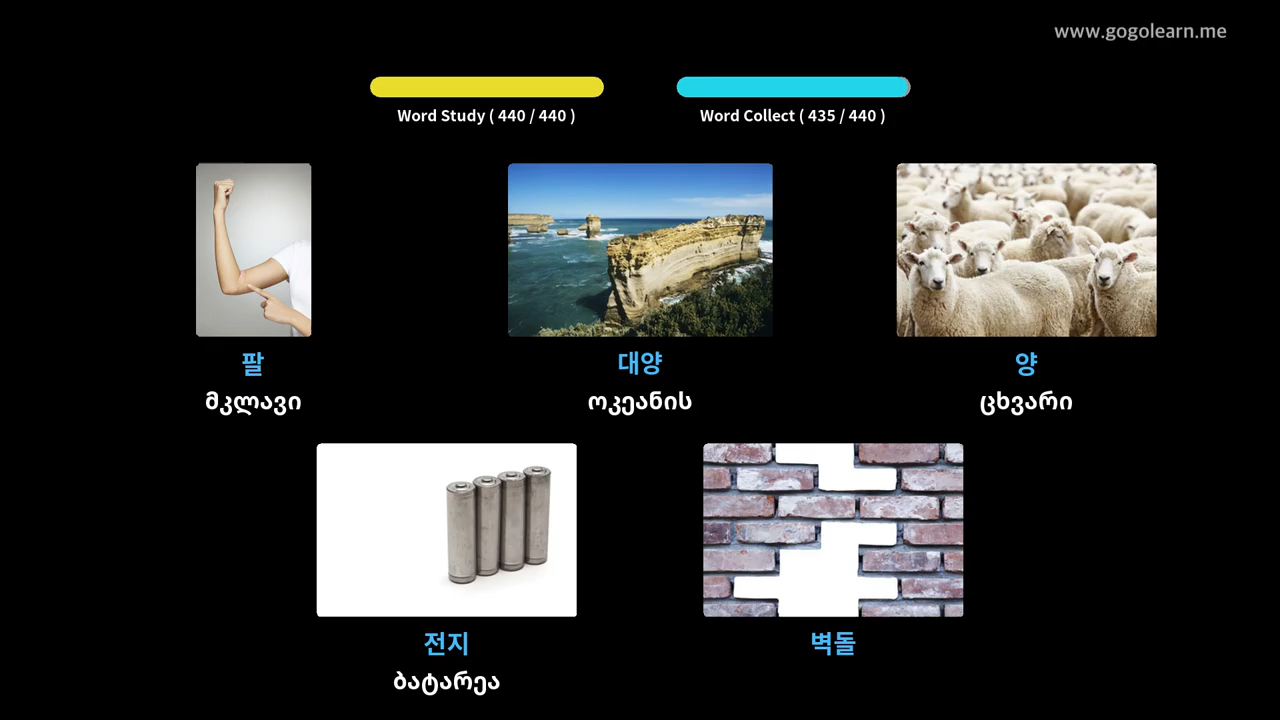 www.gogolearn.me
Word Study ( 440 / 440 )
Word Collect ( 435 / 440 )
팔
მკლავი
대양
ოკეანის
양
ცხვარი
전지
ბატარეა
벽돌